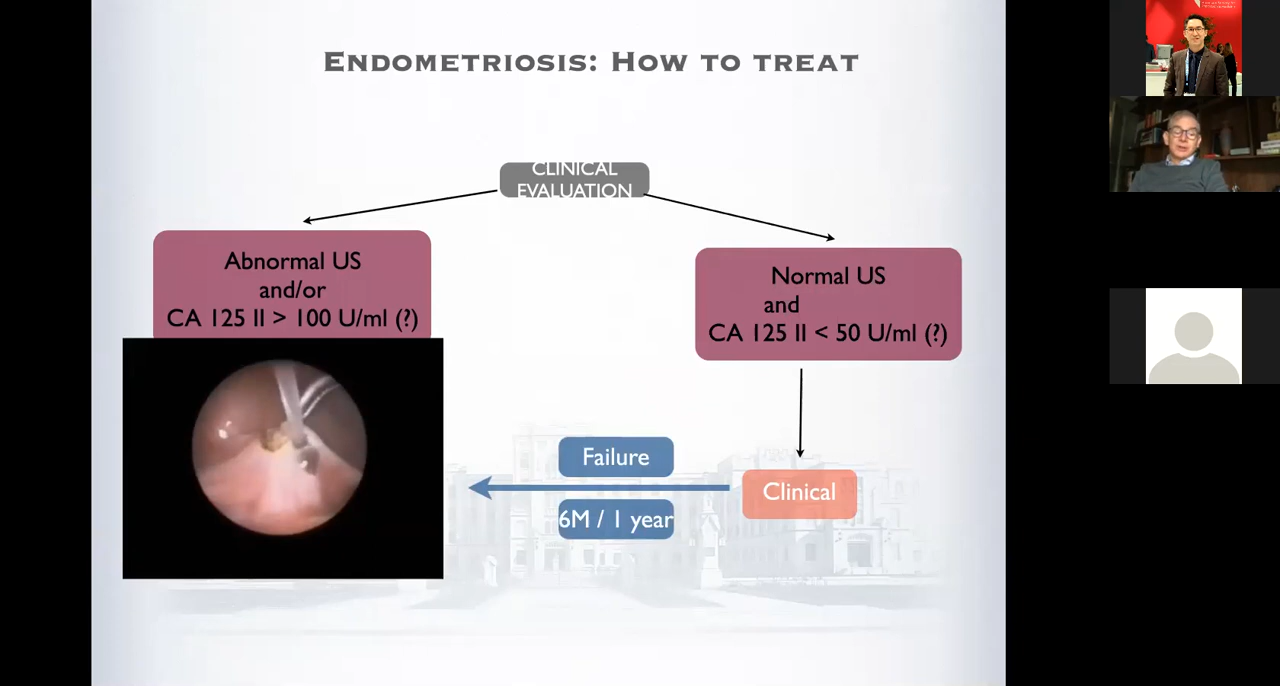 ENDOMETRIOSIS: HOW TO TREAT
CLINICAL
EVALUATION
Abnormal US
and/or
CA 125 II > 100 U/ml (?)
Normal US
and
CA 125 II < 50 U/ml (?)
Failure
6M / 1 year
Clinical